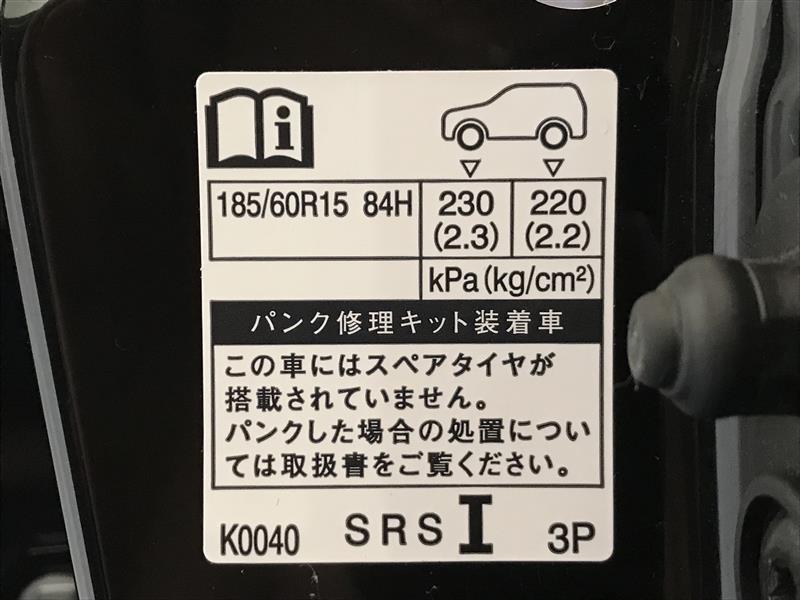 i
185/60R15 84H 230 220
(2.3) (2.2)
kPa(kg/cm²)
パンク修理キット装着車
この車にはスペアタイヤが
搭載されていません。
パンクした場合の処置につい
ては取扱書をご覧ください。
K0040 SRS I 3P